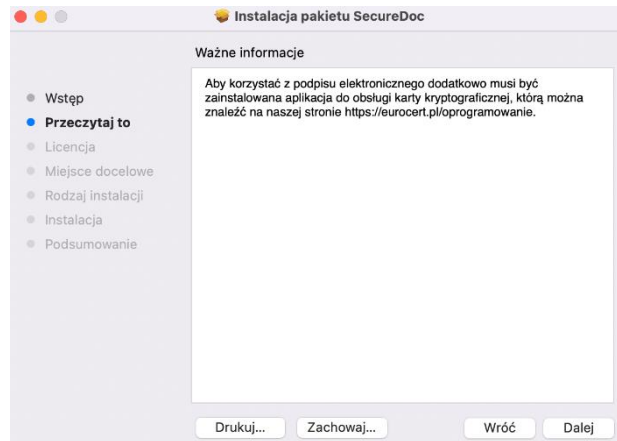 Instalacja pakietu SecureDoc
Ważne informacje
Wstęp
Przeczytaj to
Licencja
Miejsce docelowe
Rodzaj instalacji
Instalacja
Podsumowanie
Aby korzystać z podpisu elektronicznego dodatkowo musi być
zainstalowana aplikacja do obsługi karty kryptograficznej, którą można
znaleźć na naszej stronie https://eurocert.pl/oprogramowanie.
Drukuj...
Zachowaj...
Wróć
Dalej